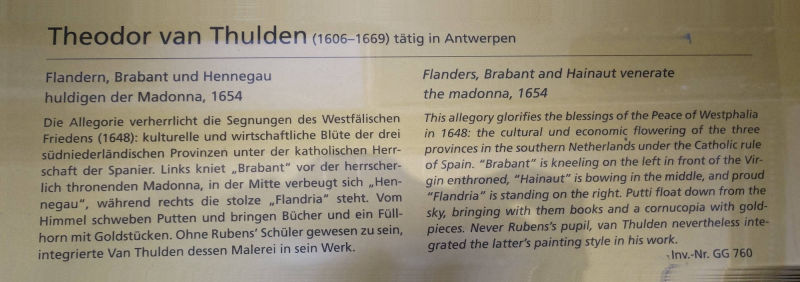 Theodor van Thulden (1606–1669) tätig in Antwerpen
Flandern, Brabant und Hennegau
huldigen der Madonna, 1654
Die Allegorie verherrlicht die Segnungen des Westfälischen
Friedens (1648): kulturelle und wirtschaftliche Blüte der drei
südniederländischen Provinzen unter der katholischen Herr-
schaft der Spanier. Links kniet „Brabant" vor der herrscher-
lich thronenden Madonna, in der Mitte verbeugt sich „Hen-
negau", während rechts die stolze „Flandria" steht. Vom
Himmel schweben Putten und bringen Bücher und ein Füll-
horn mit Goldstücken. Ohne Rubens' Schüler gewesen zu sein,
integrierte Van Thulden dessen Malerei in sein Werk.
Flanders, Brabant and Hainaut venerate
the madonna, 1654
This allegory glorifies the blessings of the Peace of Westphalia
in 1648: the cultural und economic flowering of the three
provinces in the southern Netherlands under the Catholic rule
of Spain. "Brabant" is kneeling on the left in front of the Vir-
gin enthroned, "Hainaut" is bowing in the middle, and proud
"Flandria" is standing on the right. Putti float down from the
sky, bringing with them books and a cornucopia with gold-
pieces. Never Rubens's pupil, van Thulden nevertheless inte-
grated the latter's painting style in his work.
Inv.-Nr. GG 760